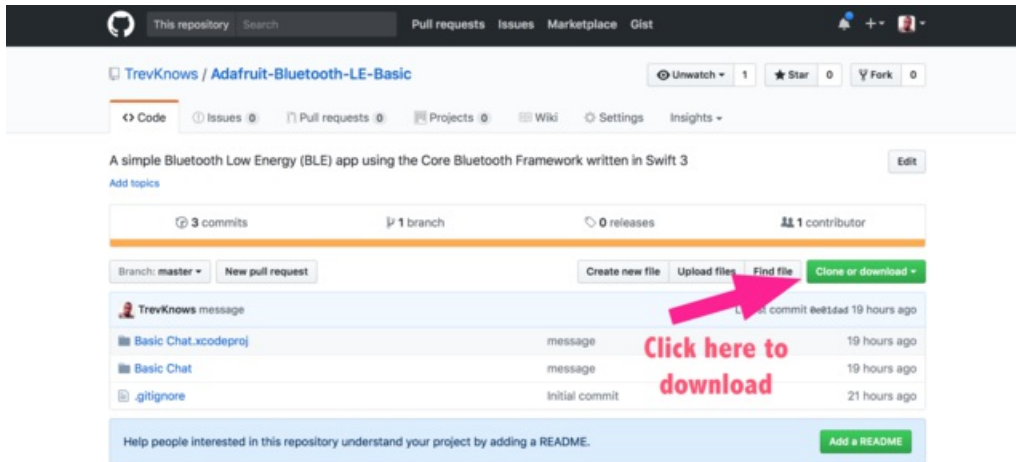 This repository Search Pull requests Issues Marketplace Gist
TrevKnows / Adafruit-Bluetooth-LE-Basic Unwatch 1 Star 0 Fork 0
Code Issues 0 Pull requests 0 Projects 0 Wiki Settings Insights
A simple Bluetooth Low Energy (BLE) app using the Core Bluetooth Framework written in Swift 3 Edit
Add topics
3 commits 1 branch 0 releases 1 contributor
Branch: master New pull request Create new file Upload files Find file Clone or download
TrevKnows message commit 0e01dad 19 hours ago
Basic Chat.xcodeproj message 19 hours ago
Click here to
Basic Chat message 19 hours ago
download
.gitignore Initial commit 21 hours ago
Help people interested in this repository understand your project by adding a README. Add a README